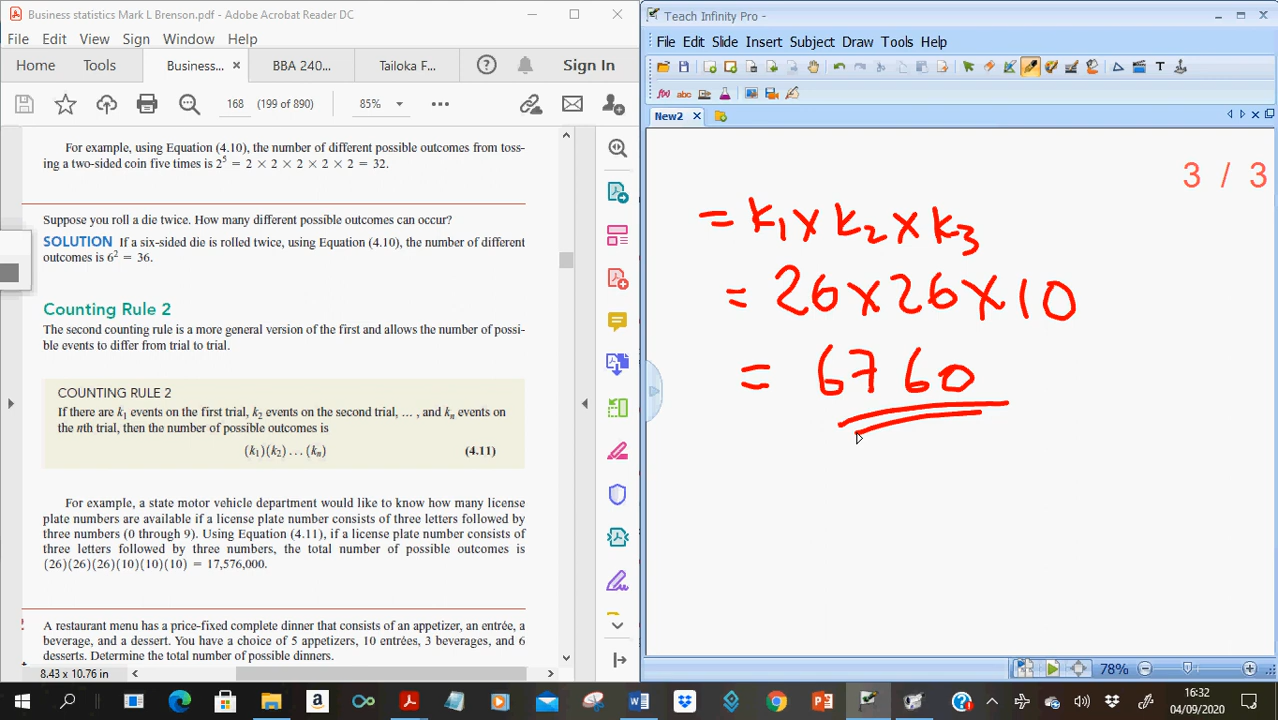 Business statistics Mark L Brenson.pdf - Adobe Acrobat Reader DC
File Edit View Sign Window Help
Home Tools Business... × BBA 240... Tailoka F... Sign In
168 (199 of 890) 85%
For example, using Equation (4.10), the number of different possible outcomes from toss-
ing a two-sided coin five times is 2⁵ = 2 × 2 × 2 × 2 × 2 = 32.
Suppose you roll a die twice. How many different possible outcomes can occur?
SOLUTION If a six-sided die is rolled twice, using Equation (4.10), the number of different
outcomes is 6² = 36.
Counting Rule 2
The second counting rule is a more general version of the first and allows the number of possi-
ble events to differ from trial to trial.
COUNTING RULE 2
If there are k₁ events on the first trial, k₂ events on the second trial, ... , and kₙ events on
the nth trial, then the number of possible outcomes is
(k₁)(k₂) . . . (kₙ) (4.11)
For example, a state motor vehicle department would like to know how many license
plate numbers are available if a license plate number consists of three letters followed by
three numbers (0 through 9). Using Equation (4.11), if a license plate number consists of
three letters followed by three numbers, the total number of possible outcomes is
(26)(26)(26)(10)(10)(10) = 17,576,000.
A restaurant menu has a price-fixed complete dinner that consists of an appetizer, an entrée, a
beverage, and a dessert. You have a choice of 5 appetizers, 10 entrées, 3 beverages, and 6
desserts. Determine the total number of possible dinners.
8.43 x 10.76 in
Teach Infinity Pro -
File Edit Slide Insert Subject Draw Tools Help
New2
3 / 3
= k₁ × k₂ × k₃
= 26 × 26 × 10
= 6760
78%
16:32
04/09/2020